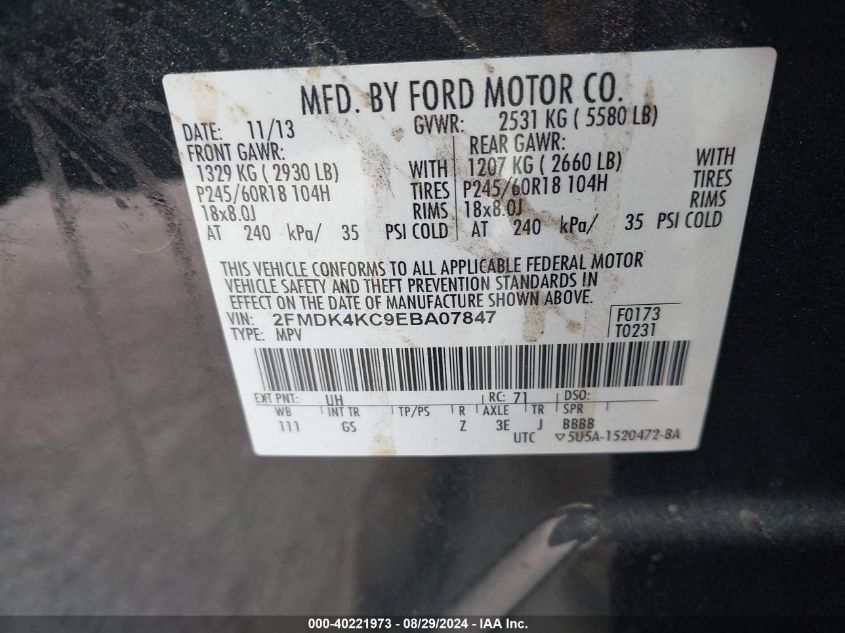 MFD. BY FORD MOTOR CO.
DATE: 11/13 GVWR: 2531 KG ( 5580 LB)
FRONT GAWR: REAR GAWR:
1329 KG ( 2930 LB) WITH 1207 KG ( 2660 LB) WITH
P245/60R18 104H TIRES P245/60R18 104H TIRES
18x8.0J RIMS 18x8.0J RIMS
AT 240 kPa/ 35 PSI COLD AT 240 kPa/ 35 PSI COLD
THIS VEHICLE CONFORMS TO ALL APPLICABLE FEDERAL MOTOR
VEHICLE SAFETY AND THEFT PREVENTION STANDARDS IN
EFFECT ON THE DATE OF MANUFACTURE SHOWN ABOVE.
VIN: 2FMDK4KC9EBA07847 F0173
TYPE: MPV T0231
EXT PNT: UH RC: 71 DSO:
WB INT TR TP/PS R AXLE TR SPR
111 GS Z 3E J BBBB
UTC ▽5U5A-1520472-BA
000-40221973 - 08/29/2024 - IAAI Inc.